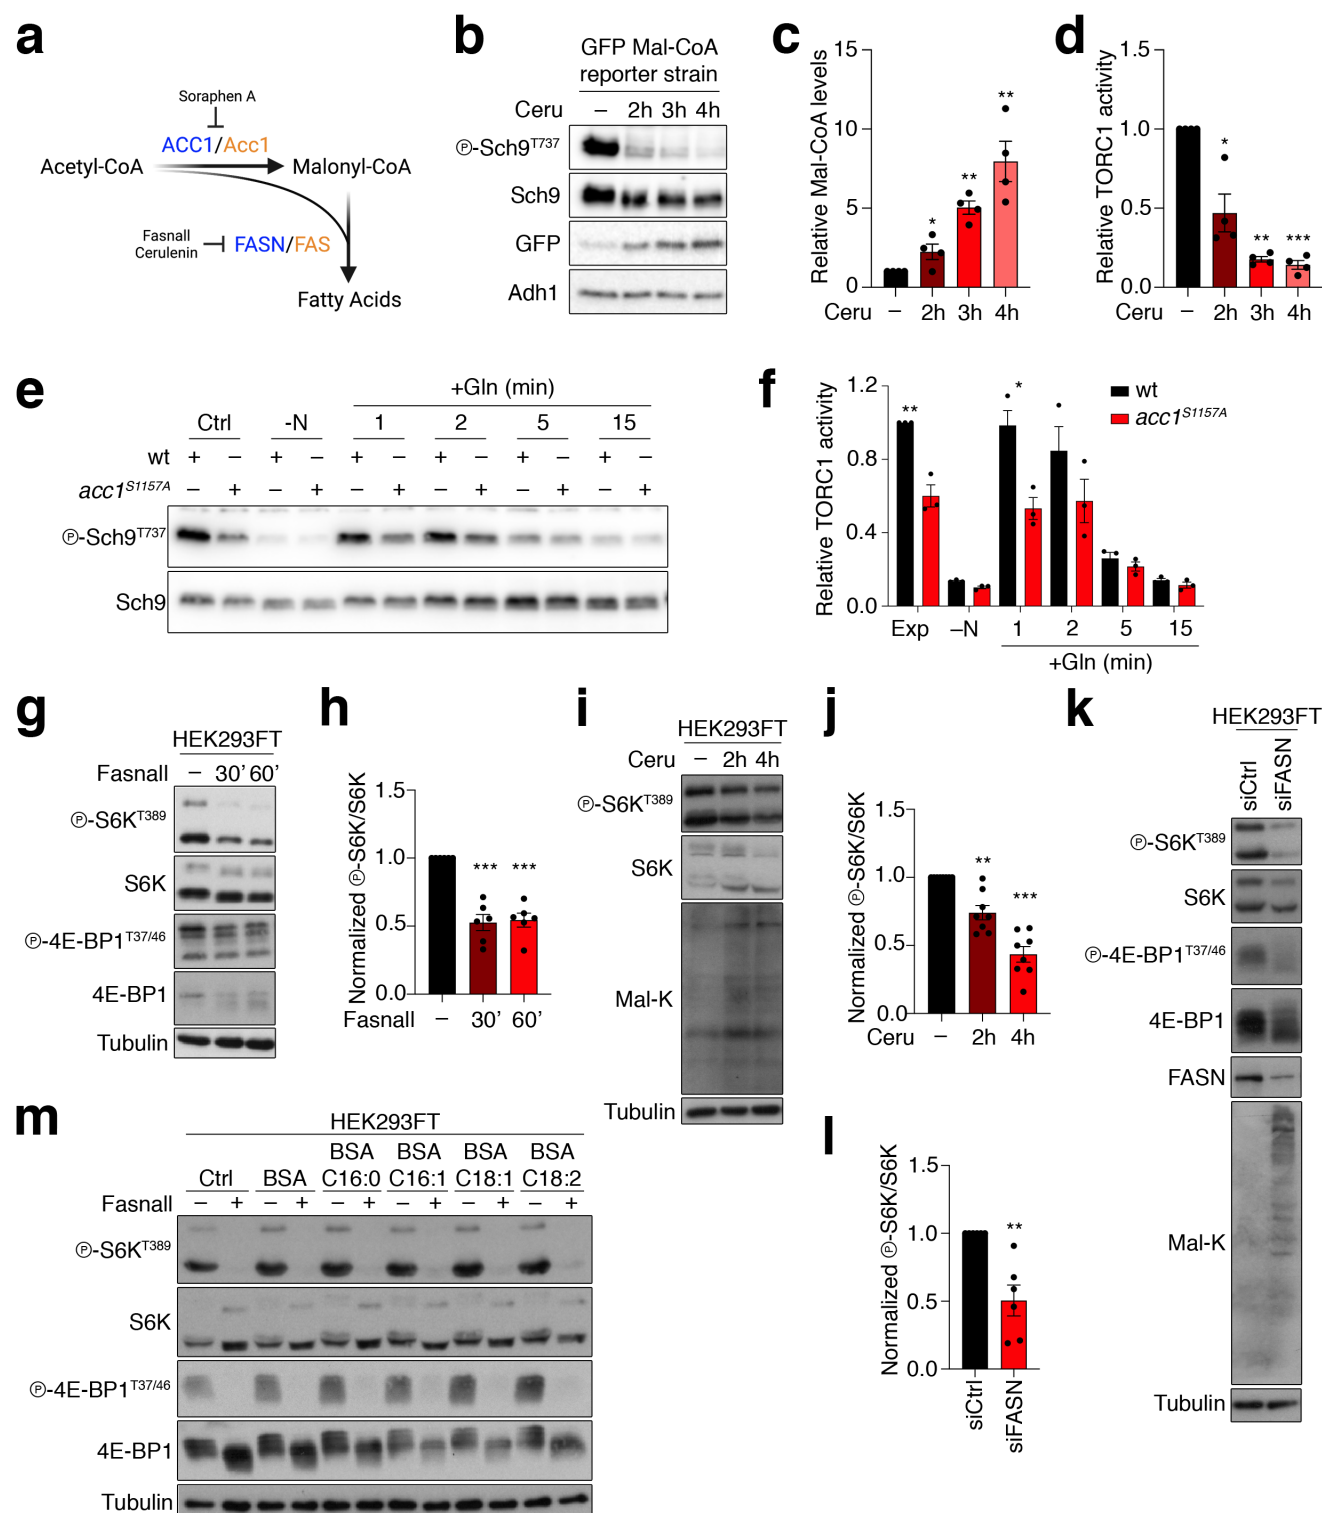 a
Soraphen A
ACC1/Acc1
Acetyl-CoA
Malonyl-CoA
Fasnall
Cerulenin
FASN/FAS
Fatty Acids
b
GFP Mal-CoA
reporter strain
Ceru – 2h 3h 4h
Ⓟ-Sch9T737
Sch9
GFP
Adh1
c
Relative Mal-CoA levels
15
10
5
0
* ** **
Ceru – 2h 3h 4h
d
Relative TORC1 activity
1.5
1.0
0.5
0.0
* ** ***
Ceru – 2h 3h 4h
e
+Gln (min)
Ctrl -N 1 2 5 15
wt + – + – + – + – + – + –
acc1S1157A – + – + – + – + – + – +
Ⓟ-Sch9T737
Sch9
f
Relative TORC1 activity
1.2
0.8
0.4
0.0
** *
wt
acc1S1157A
Exp –N 1 2 5 15
+Gln (min)
g
HEK293FT
Fasnall – 30’ 60’
Ⓟ-S6KT389
S6K
Ⓟ-4E-BP1T37/46
4E-BP1
Tubulin
h
Normalized Ⓟ-S6K/S6K
1.5
1.0
0.5
0.0
*** ***
Fasnall – 30’ 60’
i
HEK293FT
Ceru – 2h 4h
Ⓟ-S6KT389
S6K
Mal-K
Tubulin
j
Normalized Ⓟ-S6K/S6K
1.5
1.0
0.5
0.0
** ***
Ceru – 2h 4h
k
HEK293FT
siCtrl siFASN
Ⓟ-S6KT389
S6K
Ⓟ-4E-BP1T37/46
4E-BP1
FASN
Mal-K
Tubulin
l
Normalized Ⓟ-S6K/S6K
1.5
1.0
0.5
0.0
**
siCtrl siFASN
m
HEK293FT
Ctrl BSA BSA C16:0 BSA C16:1 BSA C18:1 BSA C18:2
Fasnall – + – + – + – + – + – +
Ⓟ-S6KT389
S6K
Ⓟ-4E-BP1T37/46
4E-BP1
Tubulin